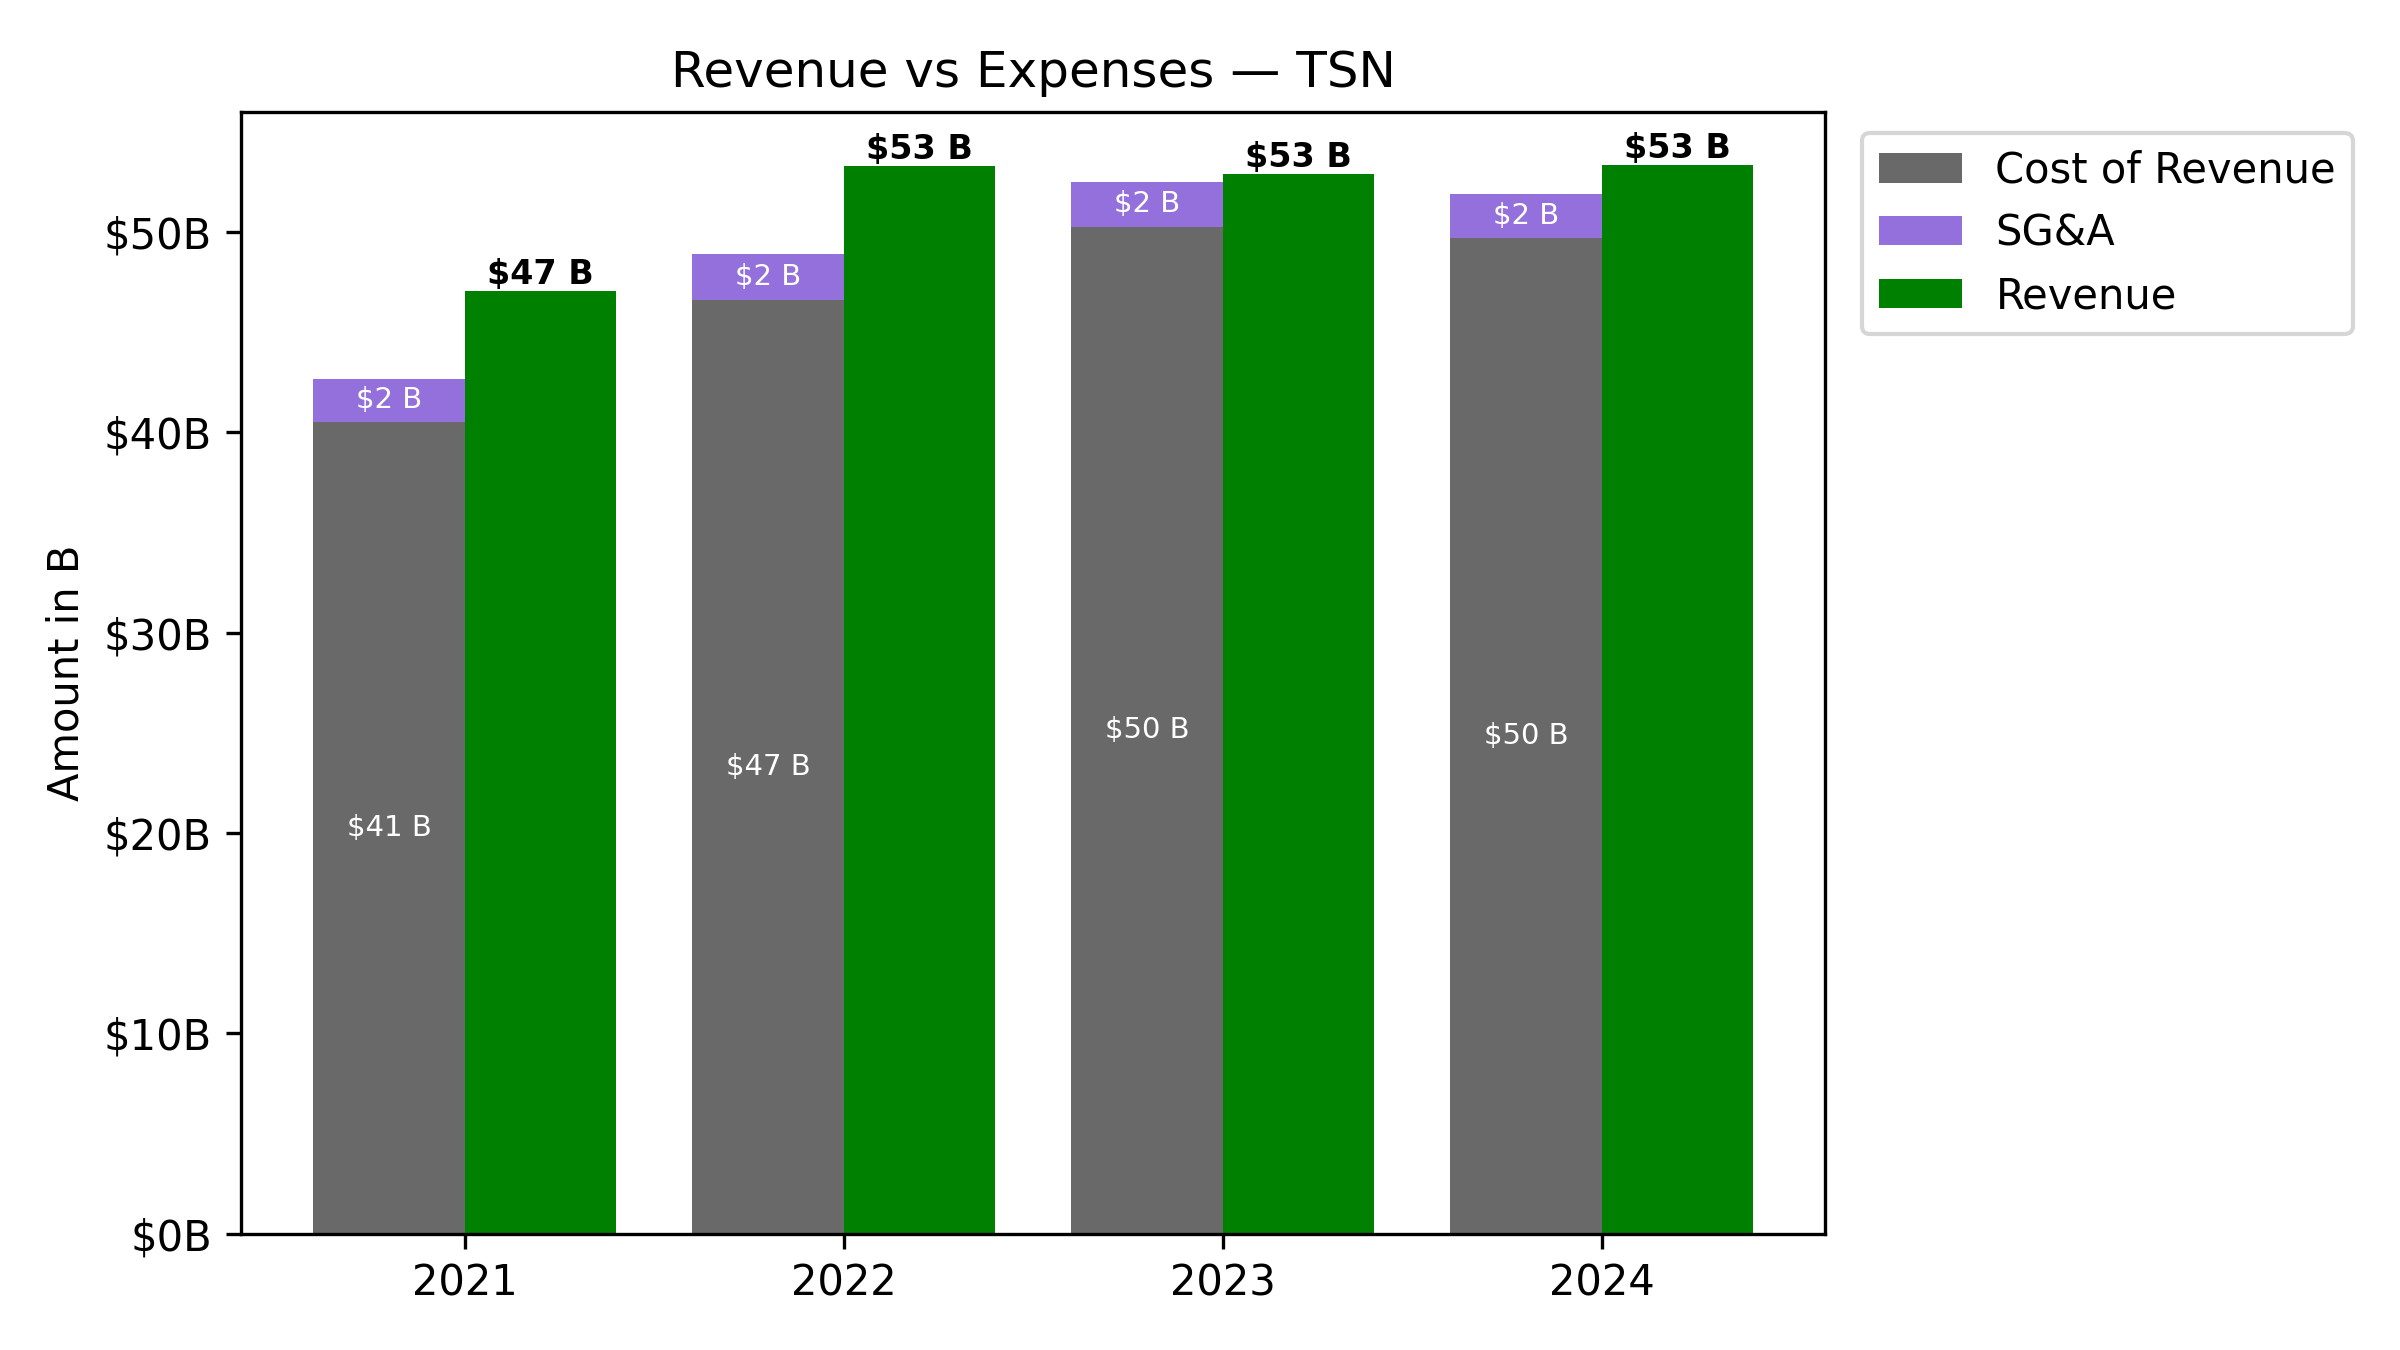 Revenue vs Expenses — TSN
Amount in B
$50B
$40B
$30B
$20B
$10B
$0B
$2 B
$41 B
$47 B
$2 B
$47 B
$53 B
$2 B
$50 B
$53 B
$2 B
$50 B
$53 B
2021
2022
2023
2024
Cost of Revenue
SG&A
Revenue